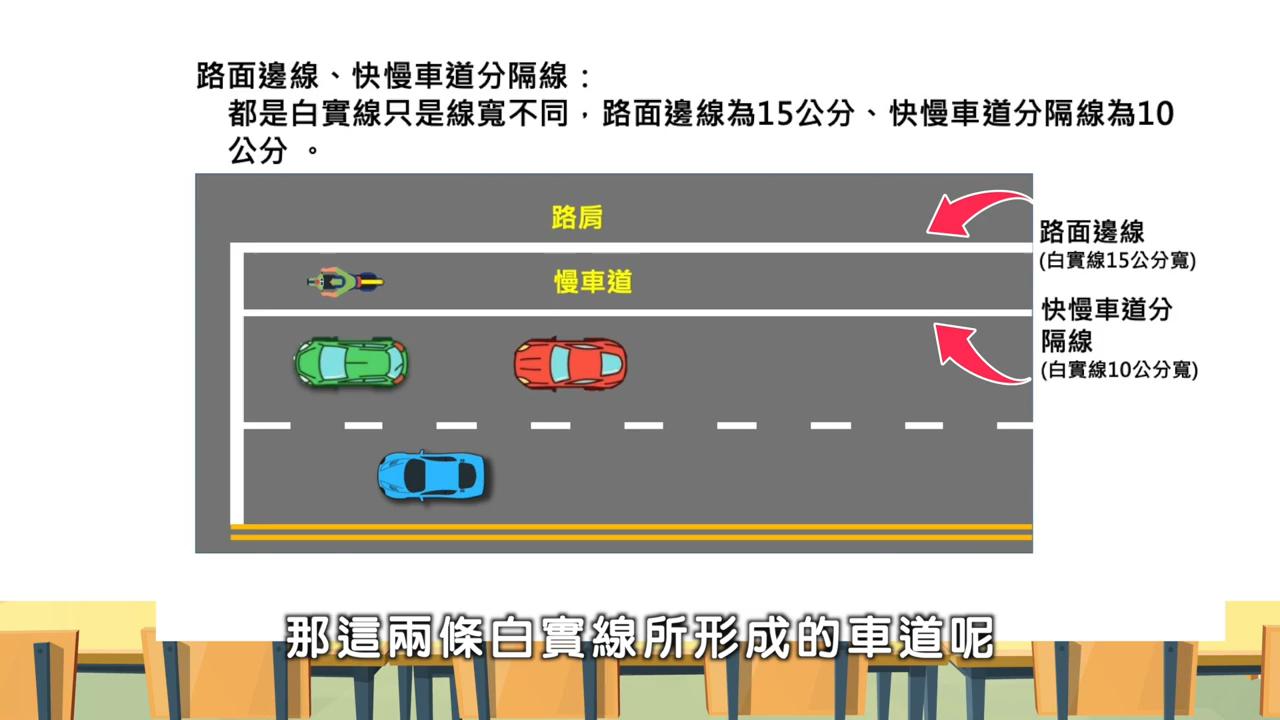 路面邊線、快慢車道分隔線：
都是白實線只是線寬不同，路面邊線為15公分、快慢車道分隔線為10
公分 。
路肩
路面邊線
(白實線15公分寬)
慢車道
快慢車道分
隔線
(白實線10公分寬)
那這兩條白實線所形成的車道呢